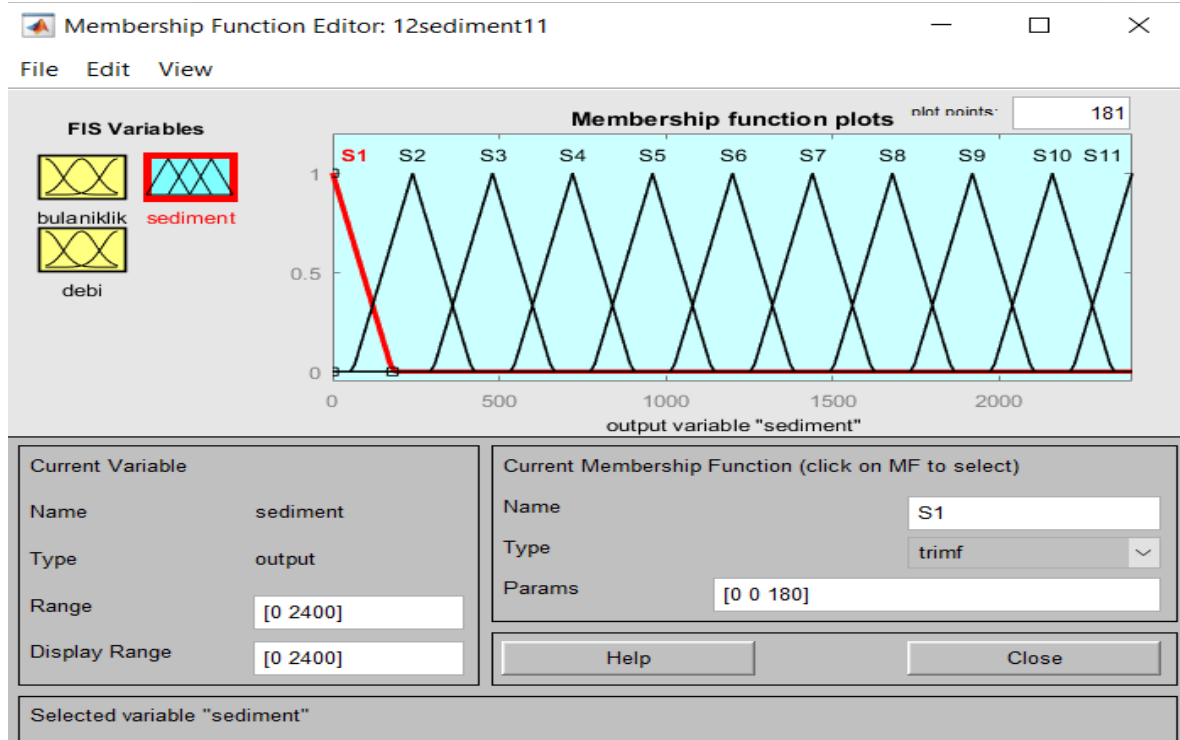 Membership Function Editor: 12sediment11
File Edit View
FIS Variables
Membership function plots
plot points:
181
bulaniklik
sediment
debi
S1 S2 S3 S4 S5 S6 S7 S8 S9 S10 S11
1
0.5
0
0 500 1000 1500 2000
output variable "sediment"
Current Variable
Name sediment
Type output
Range [0 2400]
Display Range [0 2400]
Current Membership Function (click on MF to select)
Name S1
Type trimf
Params [0 0 180]
Help Close
Selected variable "sediment"